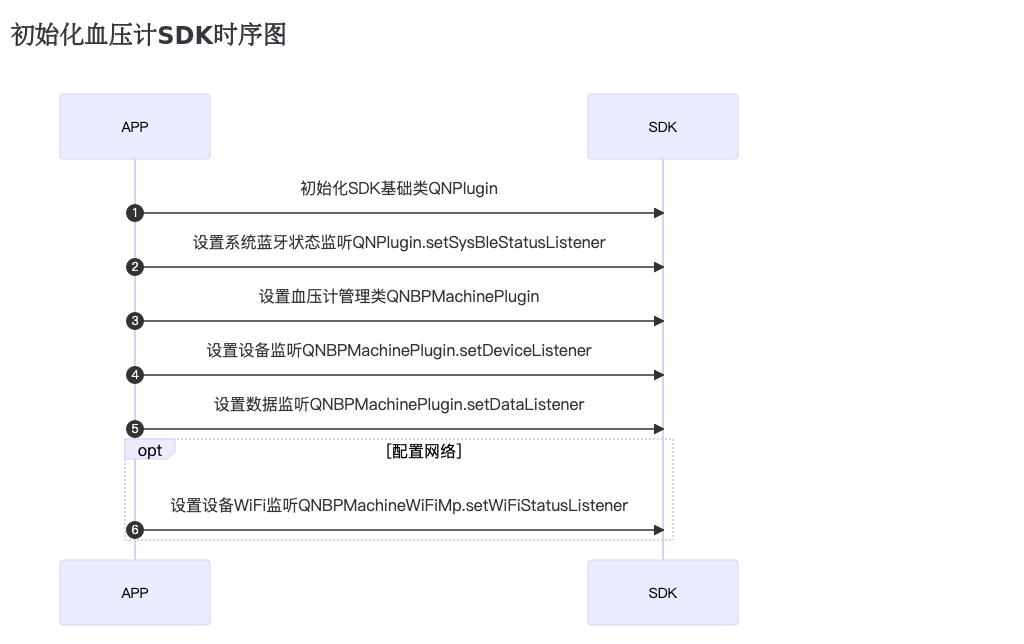 初始化血压计SDK时序图
APP
SDK
初始化SDK基础类QNPlugin
1
设置系统蓝牙状态监听QNPlugin.setSysBleStatusListener
2
设置血压计管理类QNBPMachinePlugin
3
设置设备监听QNBPMachinePlugin.setDeviceListener
4
设置数据监听QNBPMachinePlugin.setDataListener
5
opt
[配置网络]
设置设备WiFi监听QNBPMachineWiFiMp.setWiFiStatusListener
6
APP
SDK